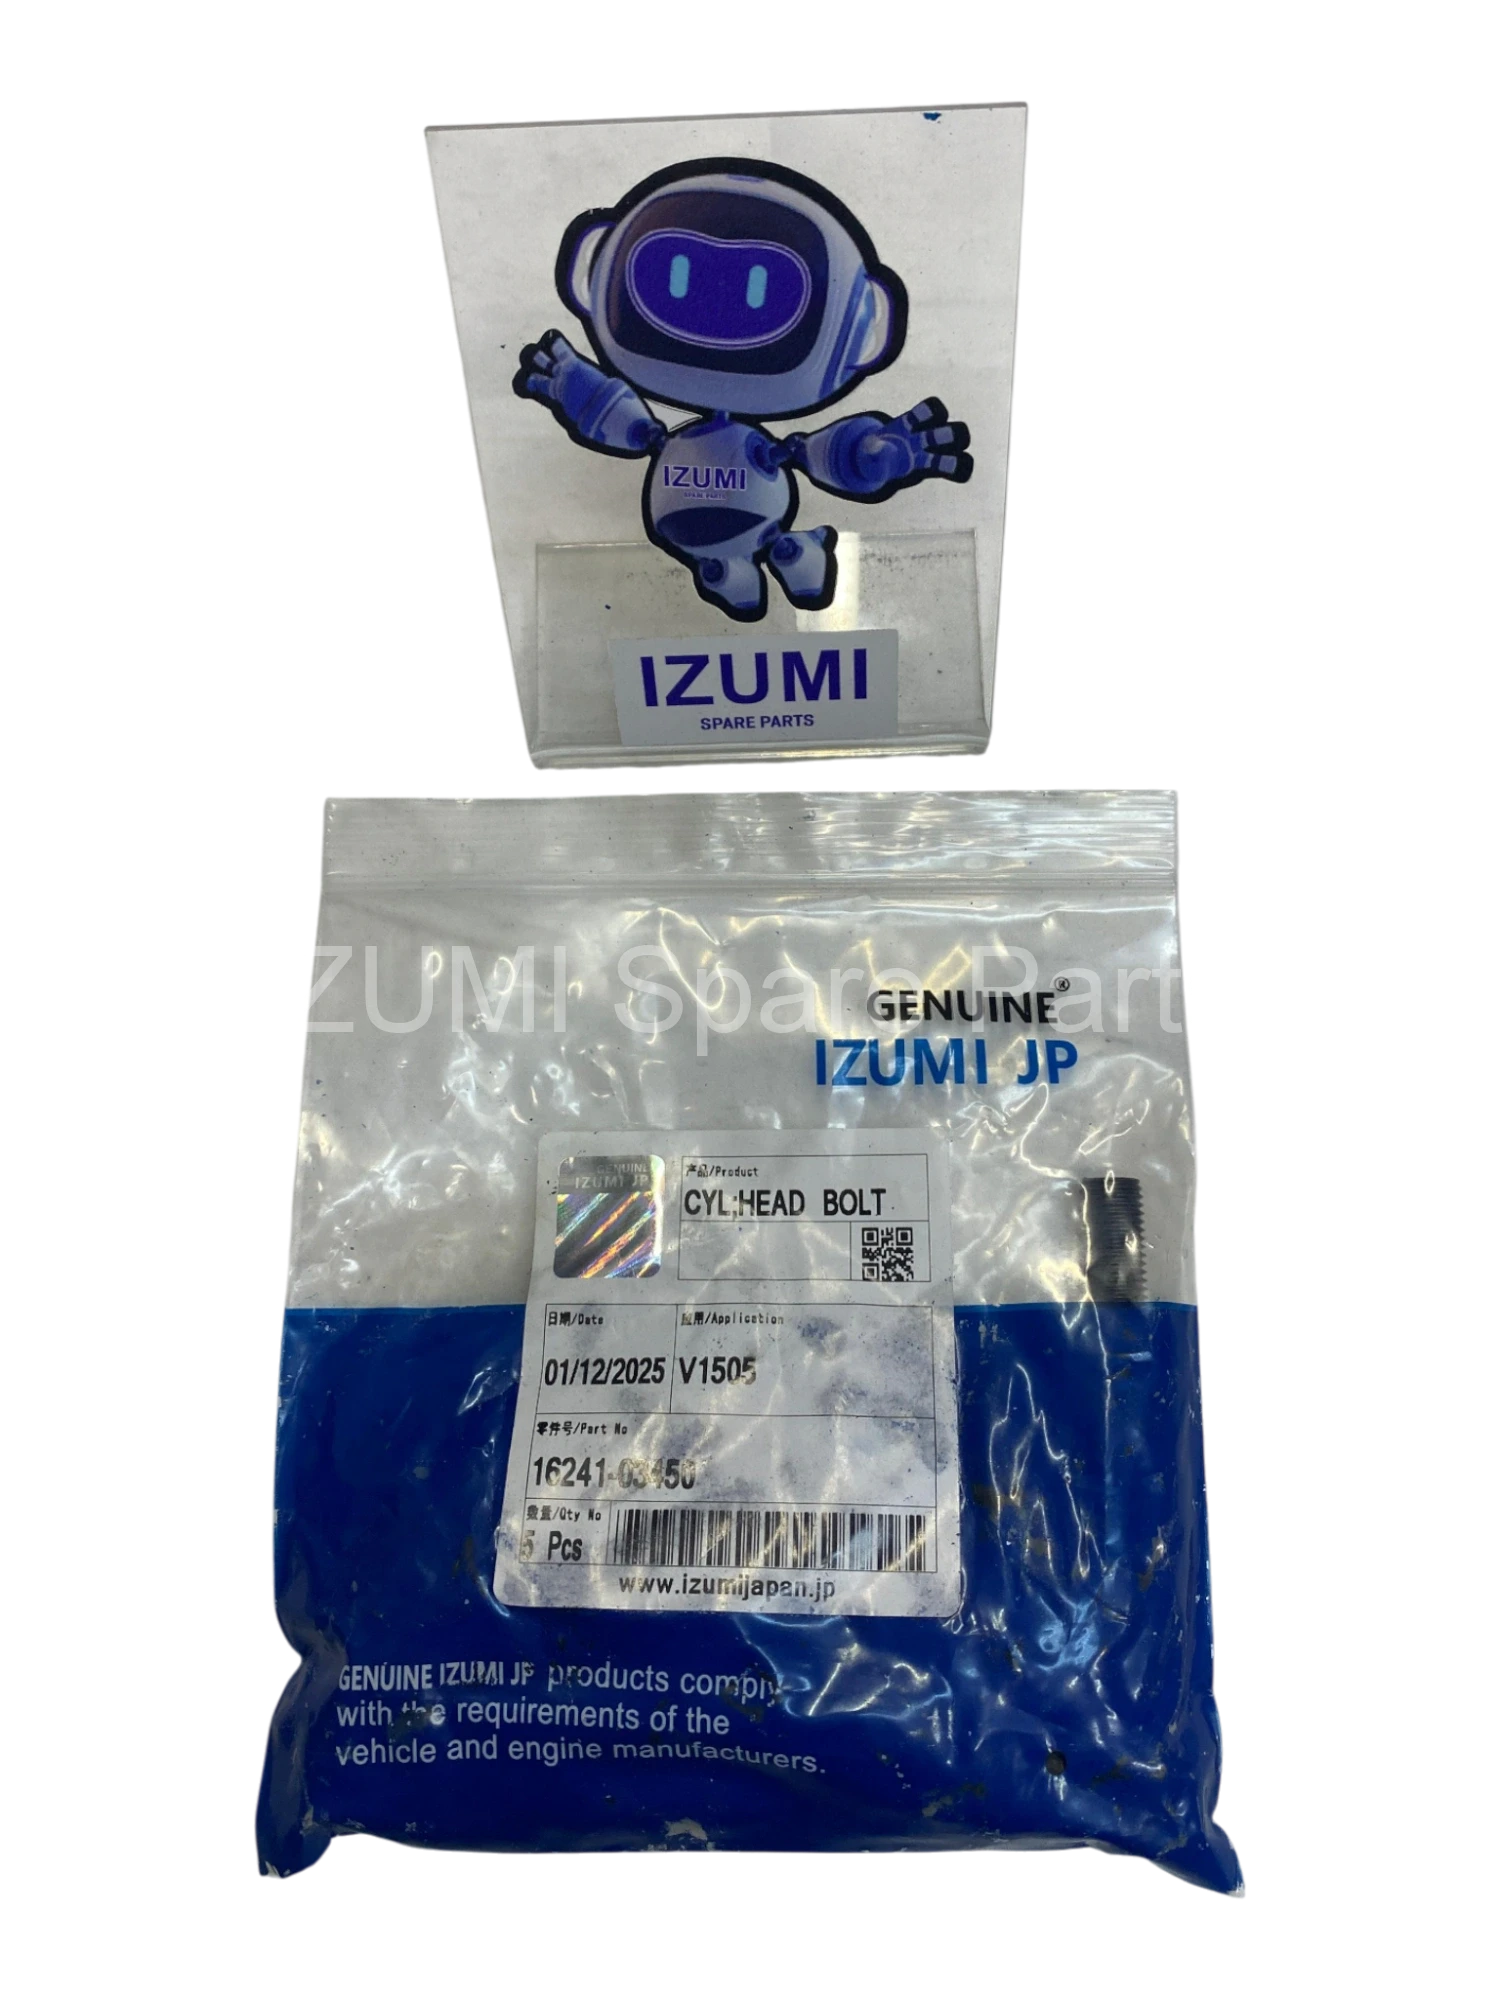 IZUMI
SPARE PARTS
IZUMI
SPARE PARTS
ZUMI Spare Part
GENUINE®
IZUMI JP
GENUINE
IZUMI JP
产品/Product
CYL;HEAD BOLT
日期/Date
应用/Application
01/12/2025
V1505
零件号/Part No
16241-03450
数量/Qty No
5 Pcs
www.izumijapan.jp
GENUINE IZUMI JP products comply
with the requirements of the
vehicle and engine manufacturers.